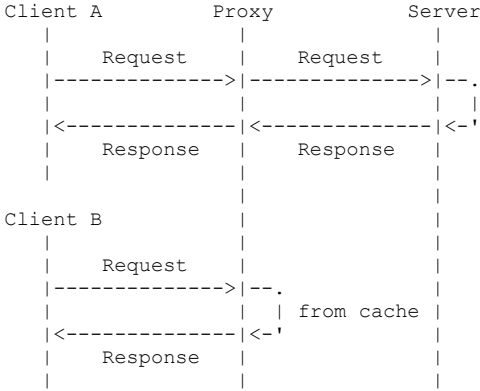 Client A Proxy Server
Request Request
Response Response
Client B
Request
from cache
Response